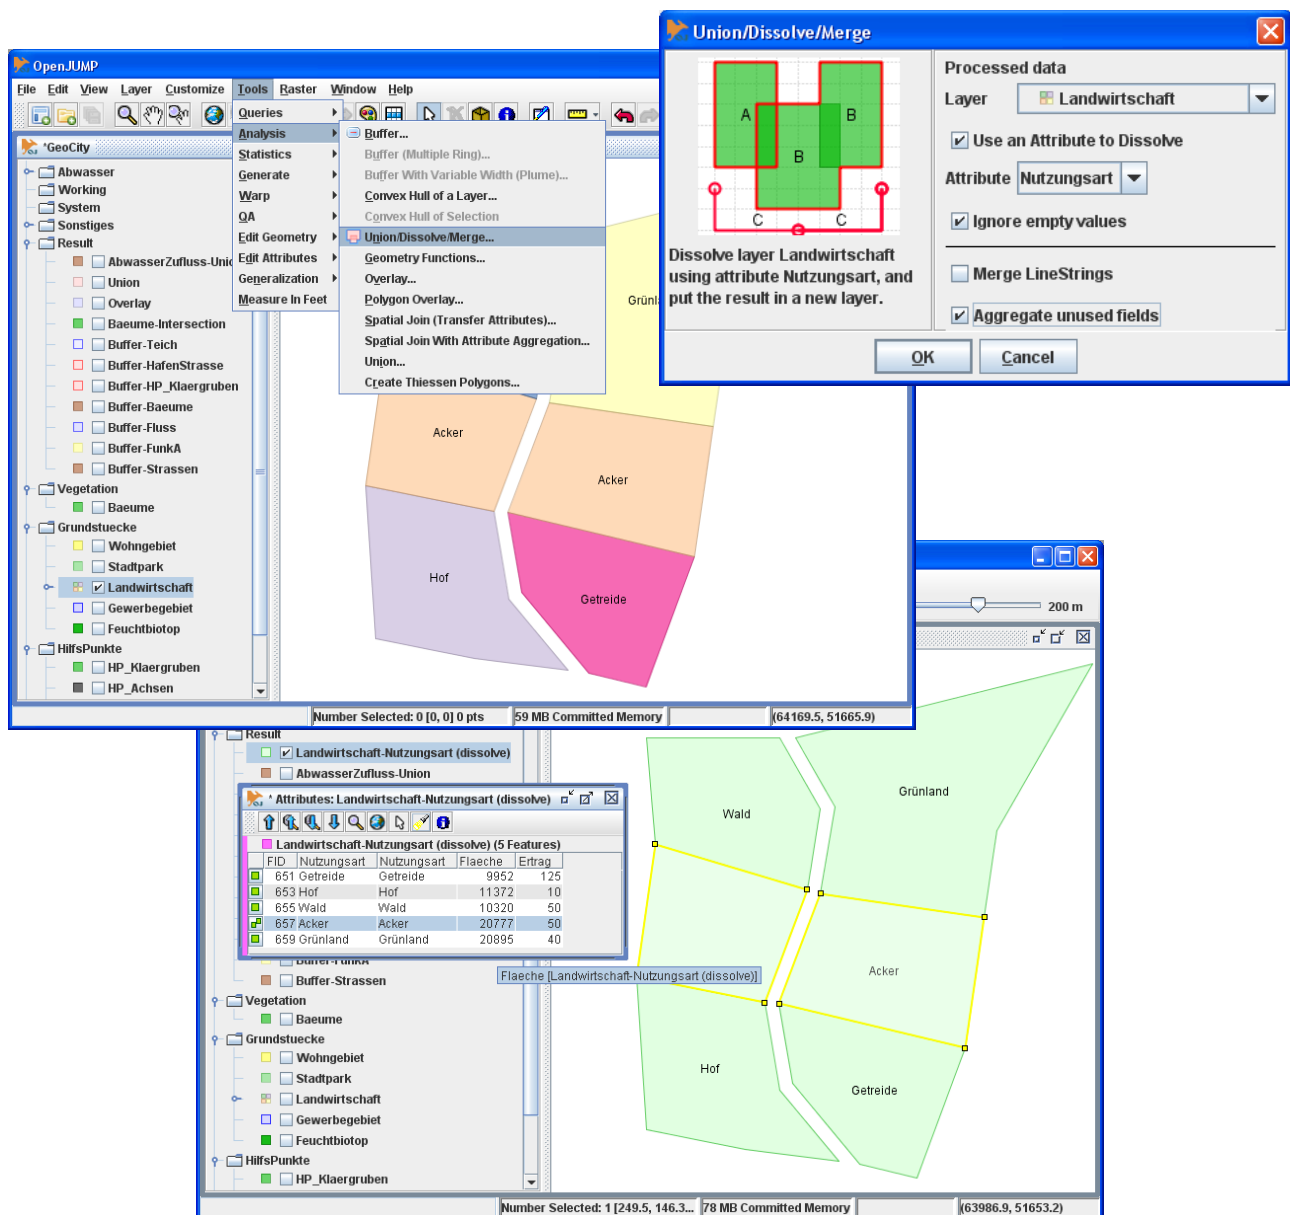 OpenJUMP
File Edit View Layer Customize Tools Raster Window Help
*GeoCity
Abwasser
Working
System
Sonstiges
Result
AbwasserZufluss-Unio
Union
Overlay
Baeume-Intersection
Buffer-Teich
Buffer-HafenStrasse
Buffer-HP_Klaergruben
Buffer-Baeume
Buffer-Fluss
Buffer-FunkA
Buffer-Strassen
Vegetation
Baeume
Grundstuecke
Wohngebiet
Stadtpark
Landwirtschaft
Gewerbegebiet
Feuchtbiotop
HilfsPunkte
HP_Klaergruben
HP_Achsen
Queries
Analysis
Statistics
Generate
Warp
QA
Edit Geometry
Edit Attributes
Generalization
Measure In Feet
Buffer...
Buffer (Multiple Ring)...
Buffer With Variable Width (Plume)...
Convex Hull of a Layer...
Convex Hull of Selection
Union/Dissolve/Merge...
Geometry Functions...
Overlay...
Polygon Overlay...
Spatial Join (Transfer Attributes)...
Spatial Join With Attribute Aggregation...
Union...
Create Thiessen Polygons...
Grünl
Acker
Acker
Hof
Getreide
Number Selected: 0 [0, 0] 0 pts
59 MB Committed Memory
(64169.5, 51665.9)
Union/Dissolve/Merge
A
B
B
C
C
Dissolve layer Landwirtschaft
using attribute Nutzungsart, and
put the result in a new layer.
Processed data
Layer Landwirtschaft
Use an Attribute to Dissolve
Attribute Nutzungsart
Ignore empty values
Merge LineStrings
Aggregate unused fields
OK
Cancel
200 m
Result
Landwirtschaft-Nutzungsart (dissolve)
AbwasserZufluss-Union
* Attributes: Landwirtschaft-Nutzungsart (dissolve)
Landwirtschaft-Nutzungsart (dissolve) (5 Features)
FID Nutzungsart Nutzungsart Flaeche Ertrag
651 Getreide Getreide 9952 125
653 Hof Hof 11372 10
655 Wald Wald 10320 50
657 Acker Acker 20777 50
659 Grünland Grünland 20895 40
Buffer-FunkA
Flaeche [Landwirtschaft-Nutzungsart (dissolve)]
Buffer-Strassen
Vegetation
Baeume
Grundstuecke
Wohngebiet
Stadtpark
Landwirtschaft
Gewerbegebiet
Feuchtbiotop
HilfsPunkte
HP_Klaergruben
Grünland
Wald
Acker
Hof
Getreide
Number Selected: 1 [249.5, 146.3...
78 MB Committed Memory
(63986.9, 51653.2)